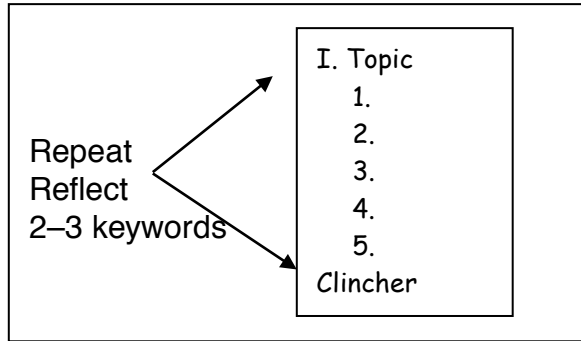 Repeat
Reflect
2–3 keywords
I. Topic
1.
2.
3.
4.
5.
Clincher